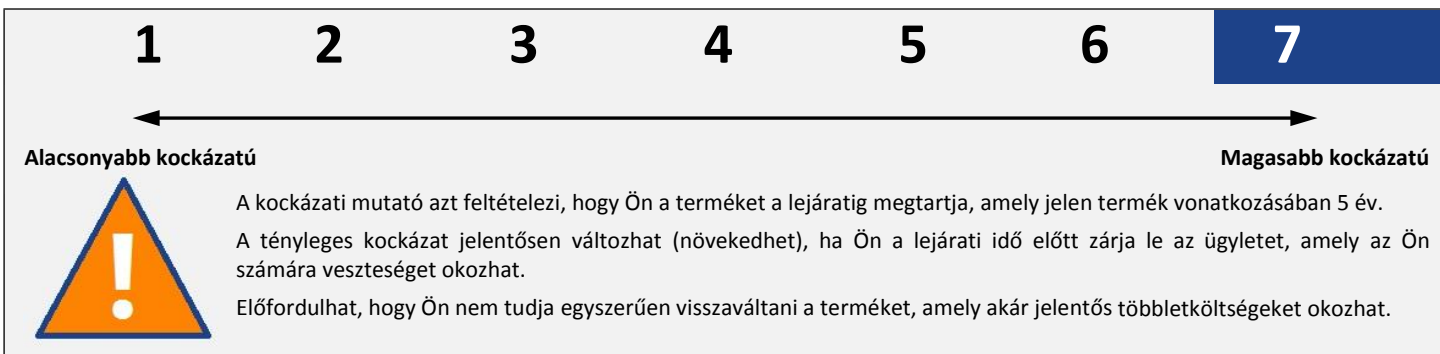 1 2 3 4 5 6 7
Alacsonyabb kockázatú Magasabb kockázatú
A kockázati mutató azt feltételezi, hogy Ön a terméket a lejáratig megtartja, amely jelen termék vonatkozásában 5 év.
A tényleges kockázat jelentősen változhat (növekedhet), ha Ön a lejárati idő előtt zárja le az ügyletet, amely az Ön
számára veszteséget okozhat.
Előfordulhat, hogy Ön nem tudja egyszerűen visszaváltani a terméket, amely akár jelentős többletköltségeket okozhat.